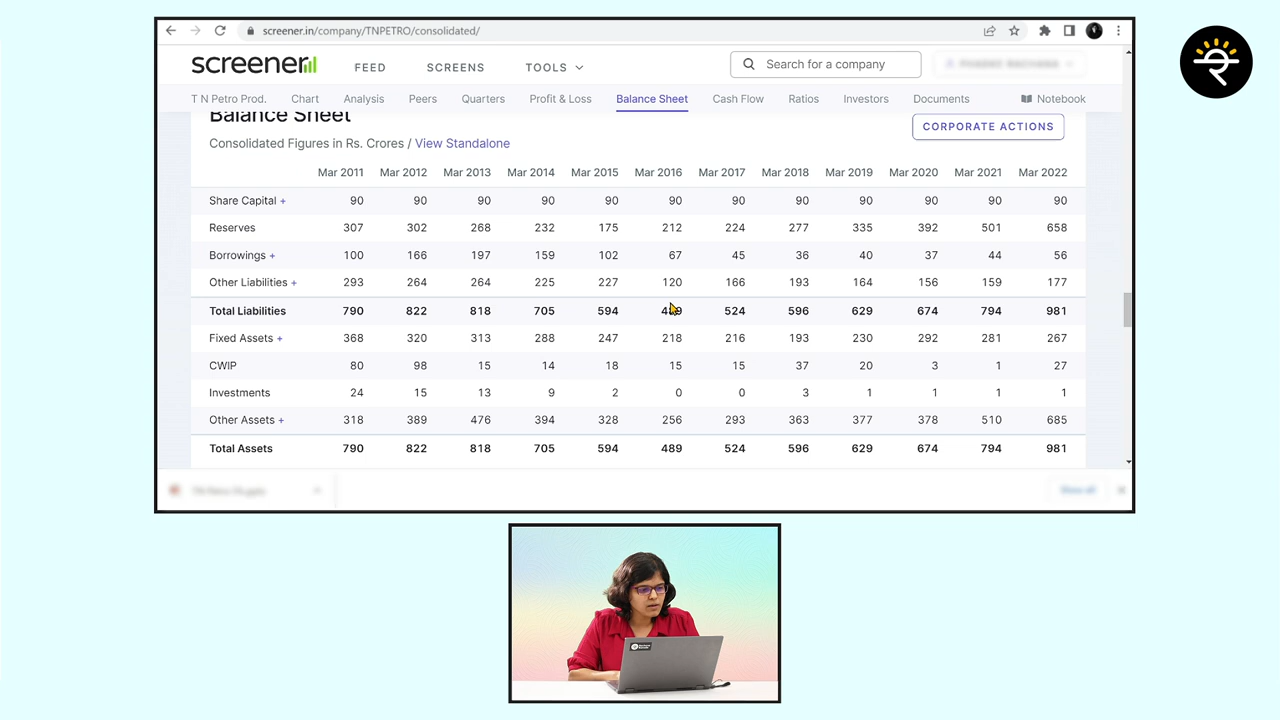 screener.in/company/TNPETRO/consolidated/
screener FEED SCREENS TOOLS Search for a company
T N Petro Prod. Chart Analysis Peers Quarters Profit & Loss Balance Sheet Cash Flow Ratios Investors Documents Notebook
Balance Sheet
CORPORATE ACTIONS
Consolidated Figures in Rs. Crores / View Standalone
Mar 2011 Mar 2012 Mar 2013 Mar 2014 Mar 2015 Mar 2016 Mar 2017 Mar 2018 Mar 2019 Mar 2020 Mar 2021 Mar 2022
Share Capital + 90 90 90 90 90 90 90 90 90 90 90 90
Reserves 307 302 268 232 175 212 224 277 335 392 501 658
Borrowings + 100 166 197 159 102 67 45 36 40 37 44 56
Other Liabilities + 293 264 264 225 227 120 166 193 164 156 159 177
Total Liabilities 790 822 818 705 594 489 524 596 629 674 794 981
Fixed Assets + 368 320 313 288 247 218 216 193 230 292 281 267
CWIP 80 98 15 14 18 15 15 37 20 3 1 27
Investments 24 15 13 9 2 0 0 3 1 1 1 1
Other Assets + 318 389 476 394 328 256 293 363 377 378 510 685
Total Assets 790 822 818 705 594 489 524 596 629 674 794 981